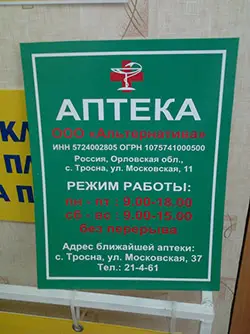 АПТЕКА
ООО «Альтернатива»
ИНН 5724002805 ОГРН 1075741000500
Россия, Орловская обл.,
с. Тросна, ул. Московская, 11
РЕЖИМ РАБОТЫ:
пн - пт : 9.00-18.00
сб - вс : 9.00-15.00
без перерыва
Адрес ближайшей аптеки:
с. Тросна, ул. Московская, 37
Тел.: 21-4-61